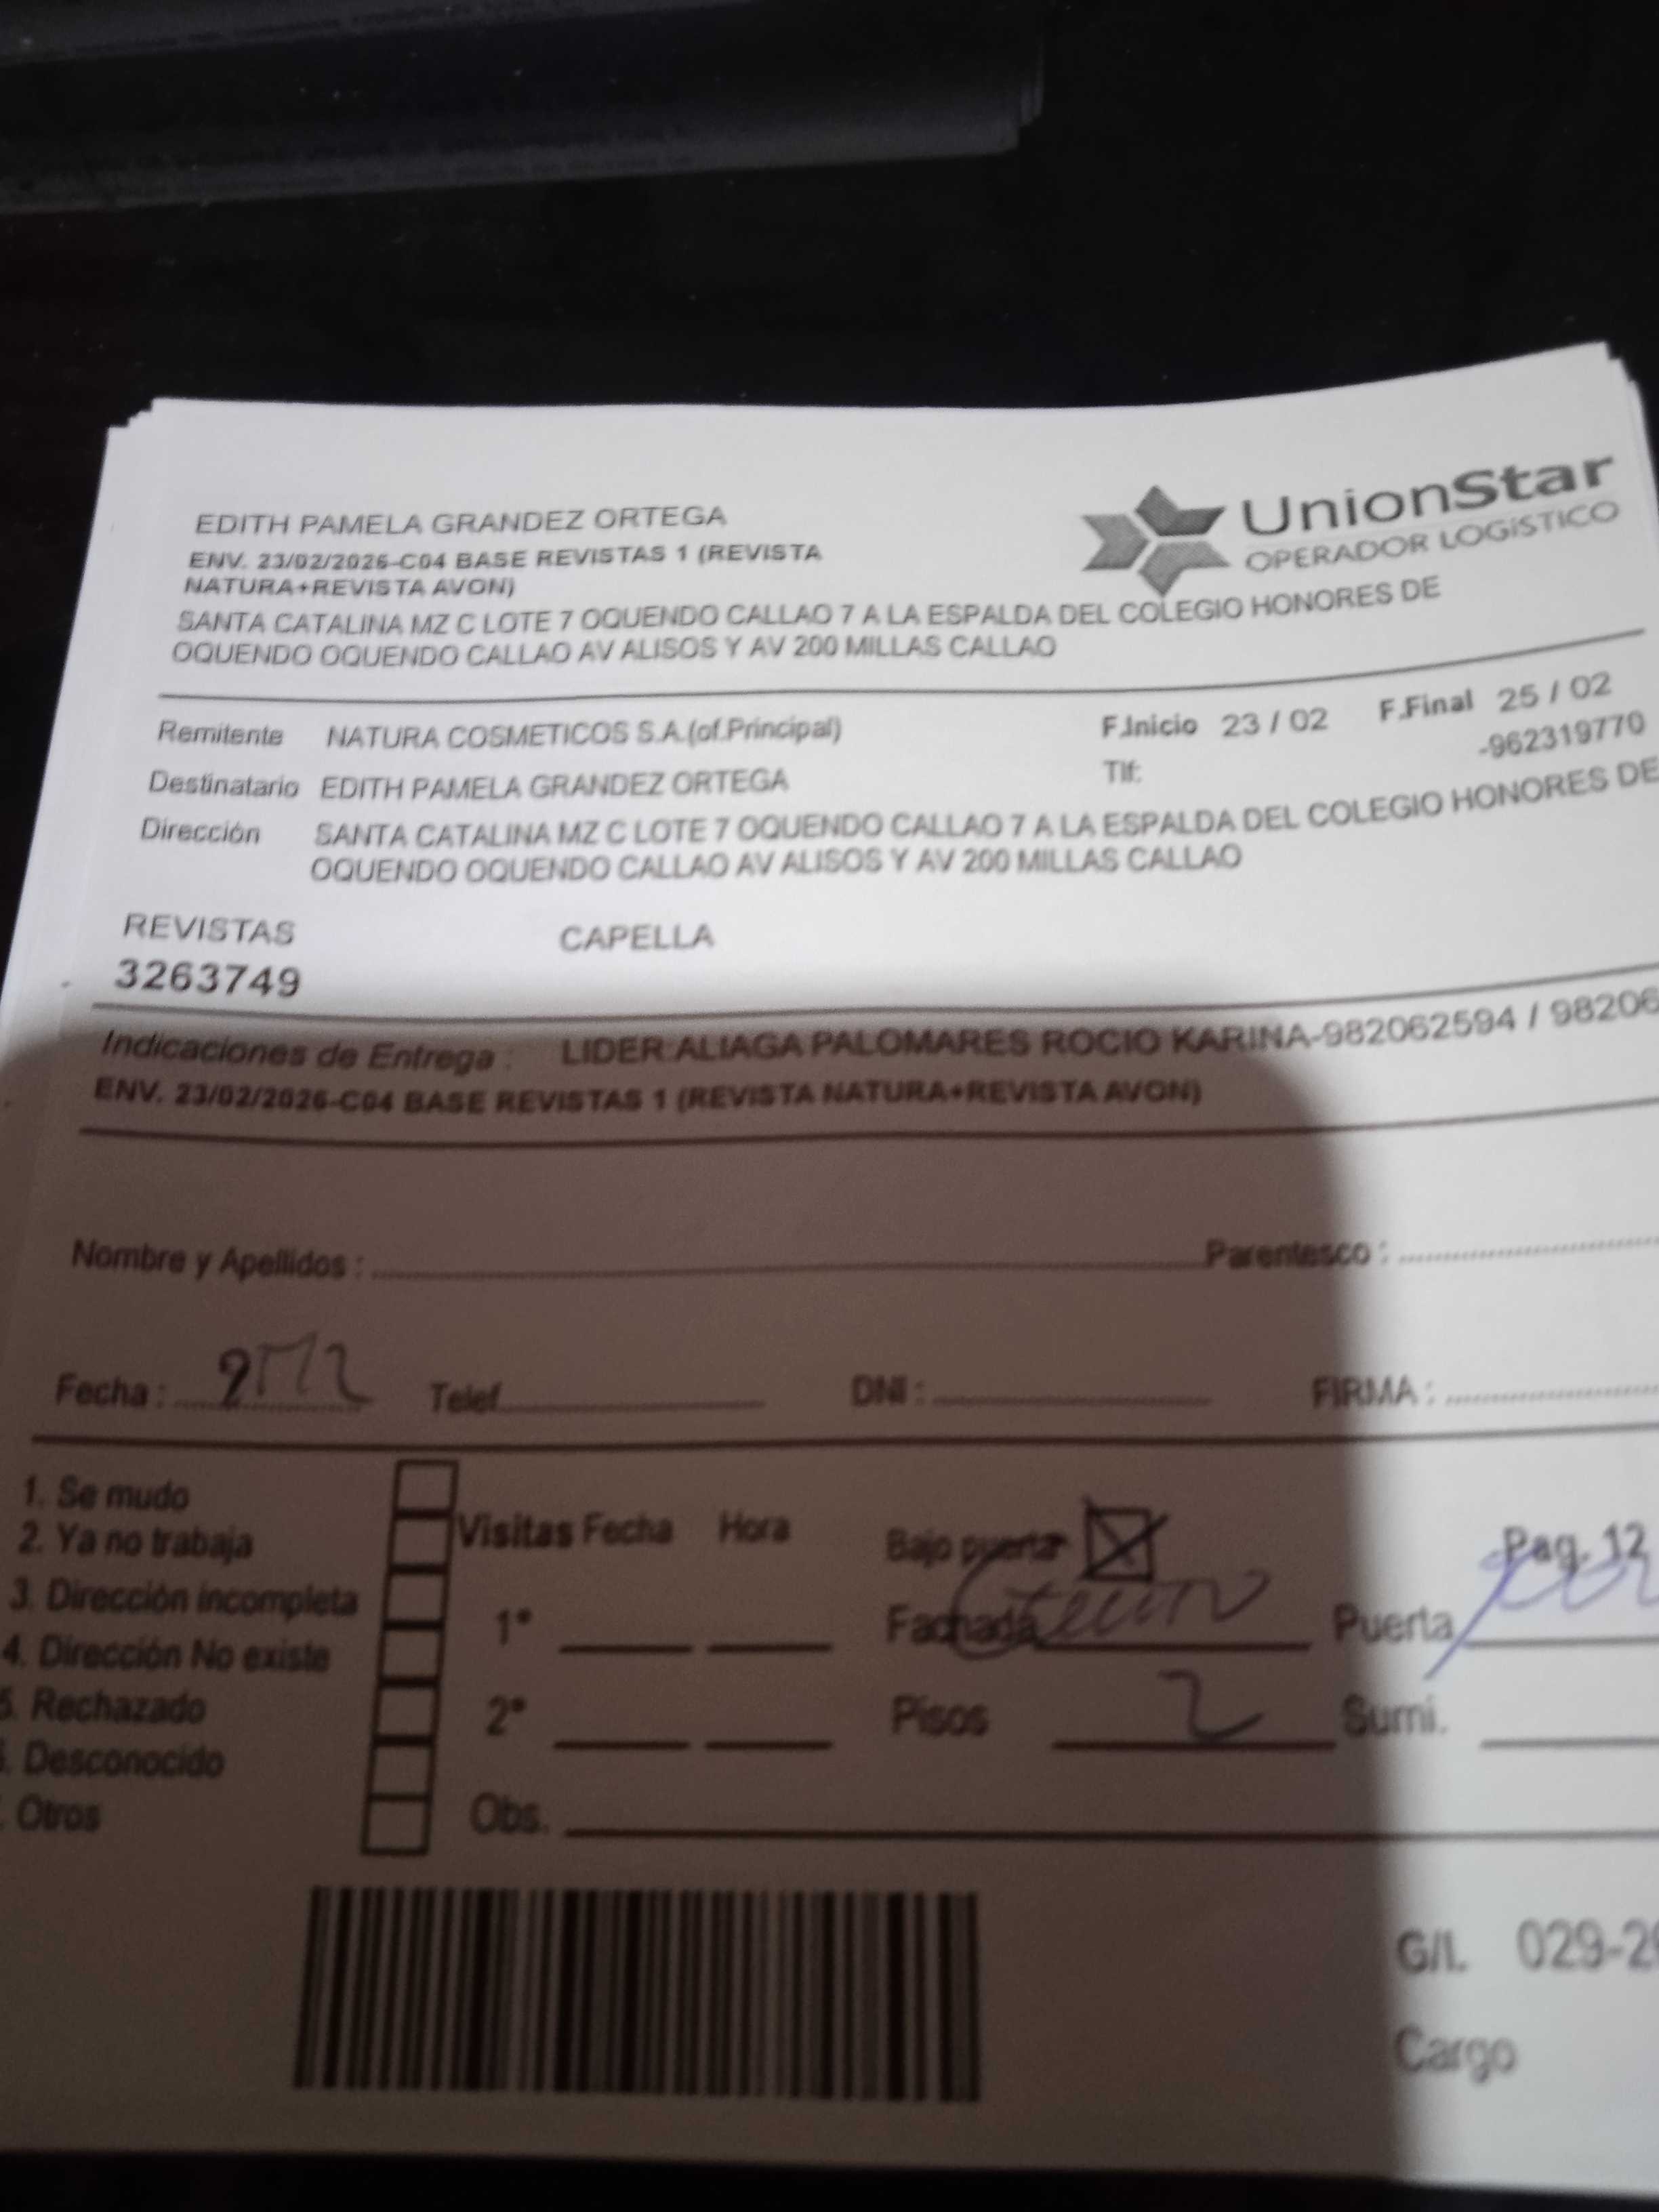 UnionStar
OPERADOR LOGíSTICO
EDITH PAMELA GRANDEZ ORTEGA
ENV. 23/02/2026-C04 BASE REVISTAS 1 (REVISTA
NATURA+REVISTA AVON)
SANTA CATALINA MZ C LOTE 7 OQUENDO CALLAO 7 A LA ESPALDA DEL COLEGIO HONORES DE
OQUENDO OQUENDO CALLAO AV ALISOS Y AV 200 MILLAS CALLAO
Remitente NATURA COSMETICOS S.A.(of.Principal) F.Inicio 23 / 02 F.Final 25 / 02
Destinatario EDITH PAMELA GRANDEZ ORTEGA Tlf: -962319770
Dirección SANTA CATALINA MZ C LOTE 7 OQUENDO CALLAO 7 A LA ESPALDA DEL COLEGIO HONORES DE
OQUENDO OQUENDO CALLAO AV ALISOS Y AV 200 MILLAS CALLAO
REVISTAS CAPELLA
3263749
Indicaciones de Entrega : LIDER:ALIAGA PALOMARES ROCIO KARINA-982062594 / 98206
ENV. 23/02/2026-C04 BASE REVISTAS 1 (REVISTA NATURA+REVISTA AVON)
Nombre y Apellidos : Parentesco :
Fecha : Telef. DNI : FIRMA :
1. Se mudo
2. Ya no trabaja
3. Dirección incompleta
4. Dirección No existe
5. Rechazado
. Desconocido
. Otros
Visitas Fecha Hora
1°
2°
Obs.
Bajo puerta
Fachada
Pisos 2
Pag. 12
Puerta
Sumi.
G/I. 029-2
Cargo